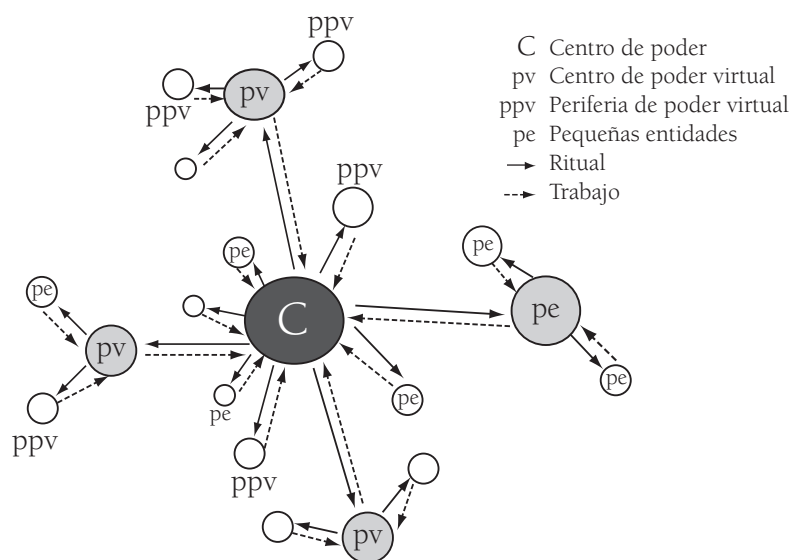 ppv
ppv
pv
C Centro de poder
pv Centro de poder virtual
ppv Periferia de poder virtual
pe Pequeñas entidades
Ritual
Trabajo
ppv
pe
pe
pe
C
pe
pv
pe
pe
pe
ppv
ppv
pv